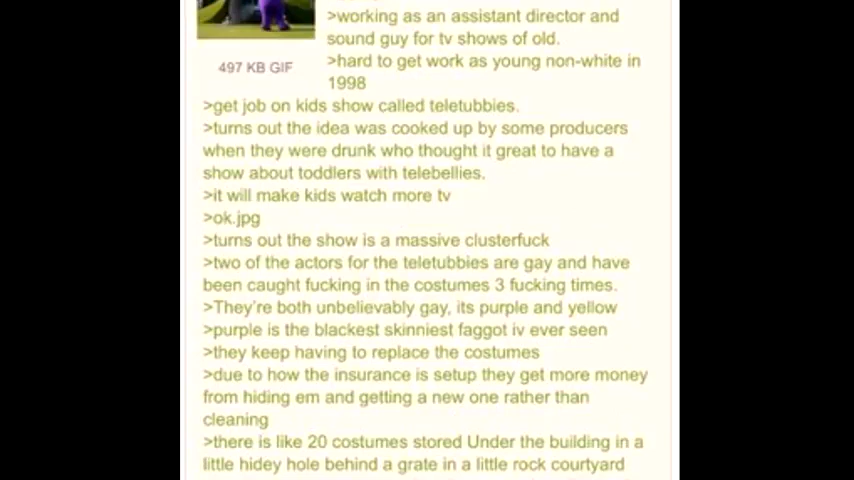 >working as an assistant director and
sound guy for tv shows of old.
497 KB GIF
>hard to get work as young non-white in
1998
>get job on kids show called teletubbies.
>turns out the idea was cooked up by some producers
when they were drunk who thought it great to have a
show about toddlers with telebellies.
>it will make kids watch more tv
>ok.jpg
>turns out the show is a massive clusterfuck
>two of the actors for the teletubbies are gay and have
been caught fucking in the costumes 3 fucking times.
>They're both unbelievably gay, its purple and yellow
>purple is the blackest skinniest faggot iv ever seen
>they keep having to replace the costumes
>due to how the insurance is setup they get more money
from hiding em and getting a new one rather than
cleaning
>there is like 20 costumes stored Under the building in a
little hidey hole behind a grate in a little rock courtyard